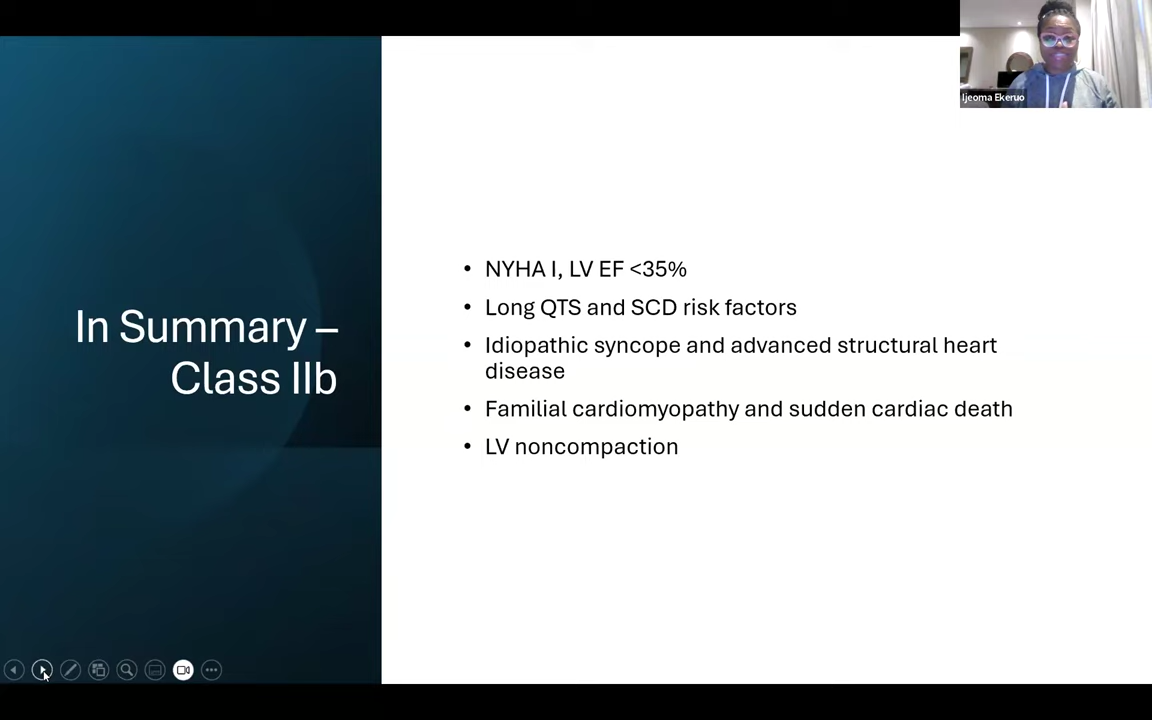 Ijeoma Ekeruo
In Summary –
Class IIb
• NYHA I, LV EF <35%
• Long QTS and SCD risk factors
• Idiopathic syncope and advanced structural heart
disease
• Familial cardiomyopathy and sudden cardiac death
• LV noncompaction